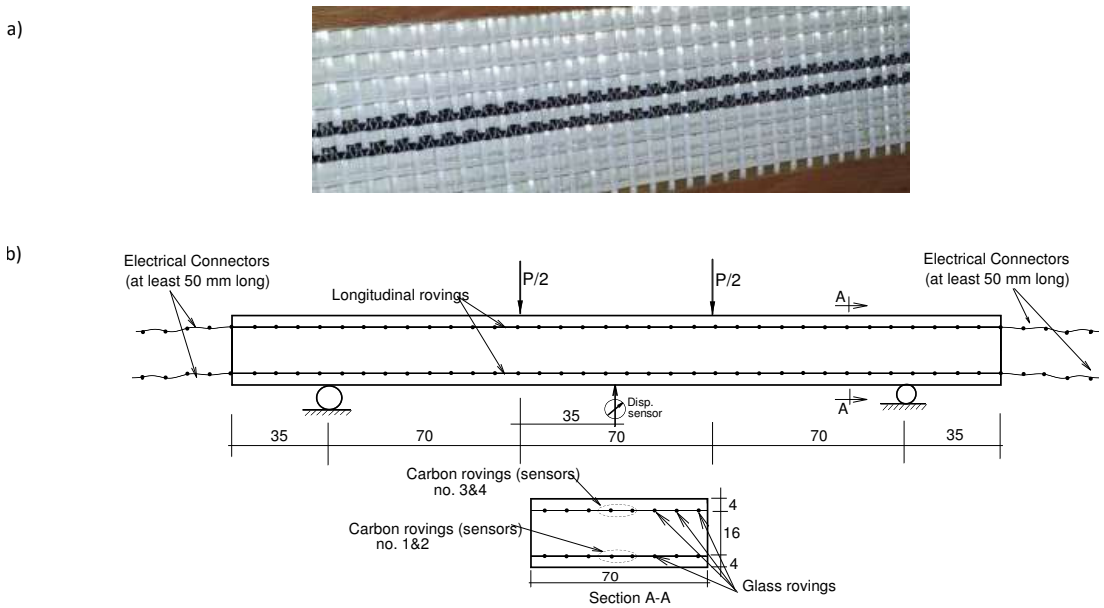 a)
b)
Electrical Connectors
(at least 50 mm long)
P/2
P/2
A
Electrical Connectors
(at least 50 mm long)
Longitudinal rovings
Disp.
sensor
A
35
35
70
70
70
35
Carbon rovings (sensors)
no. 3&4
4
16
4
Carbon rovings (sensors)
no. 1&2
70
Glass rovings
Section A-A